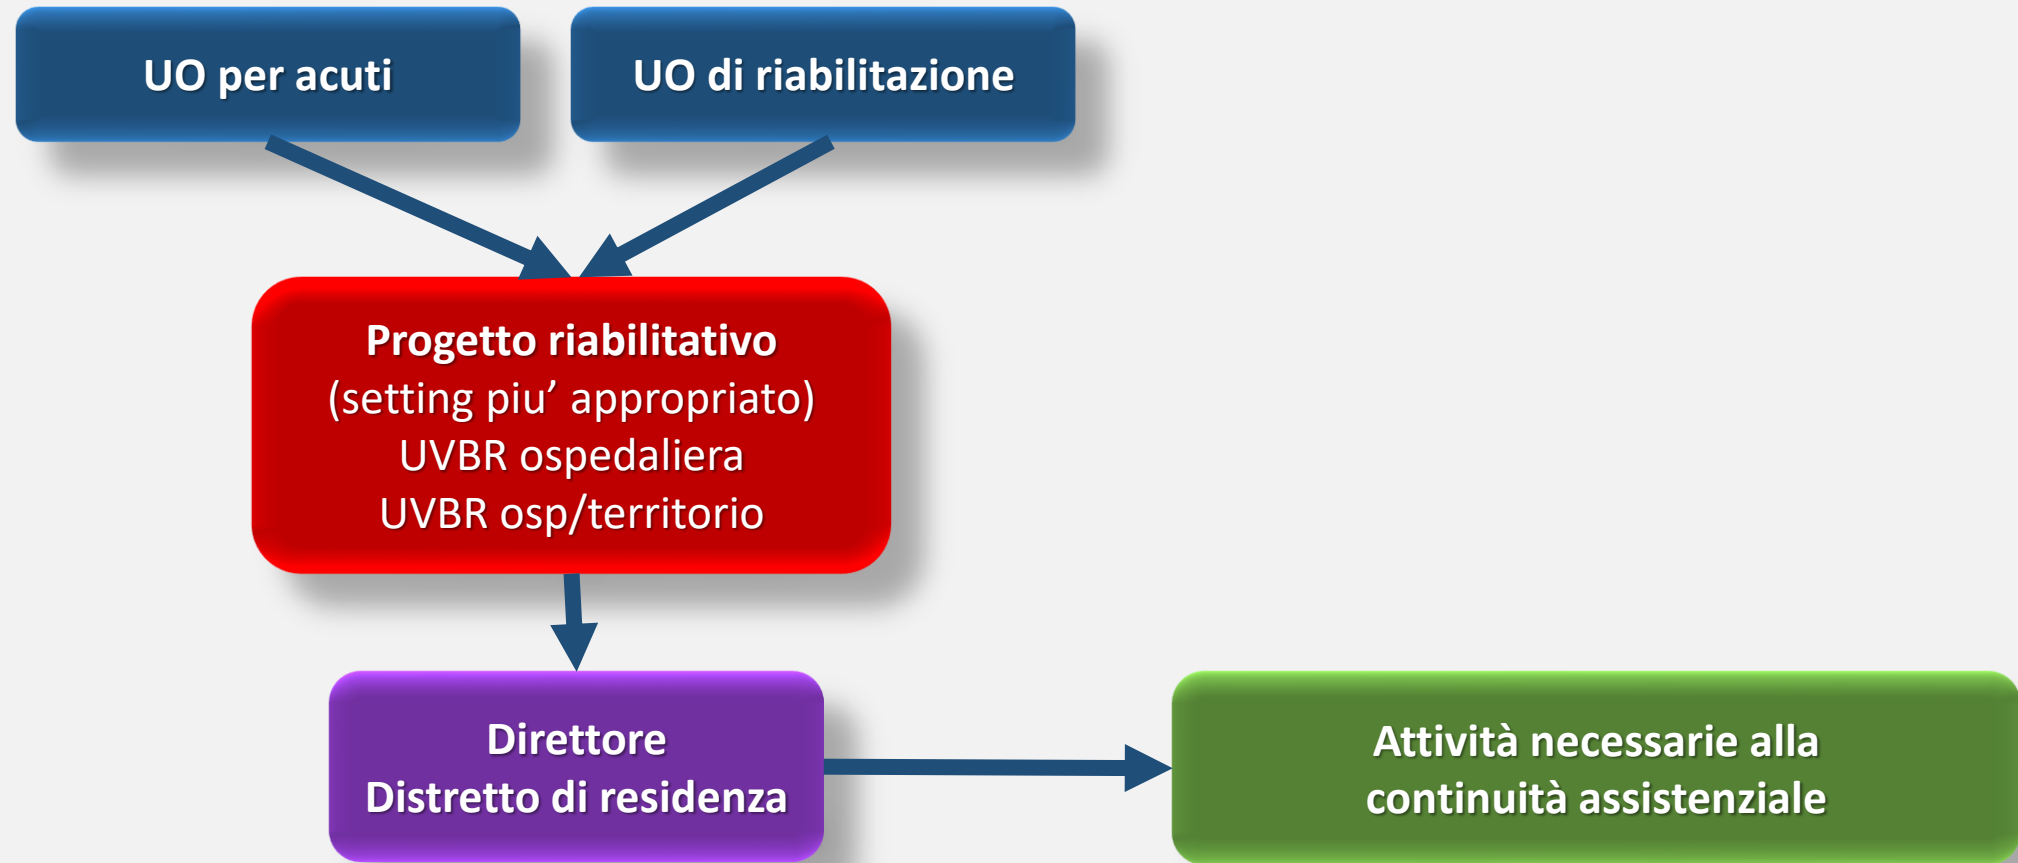 UO per acuti
UO di riabilitazione
Progetto riabilitativo
(setting piu’ appropriato)
UVBR ospedaliera
UVBR osp/territorio
Direttore
Distretto di residenza
Attività necessarie alla
continuità assistenziale